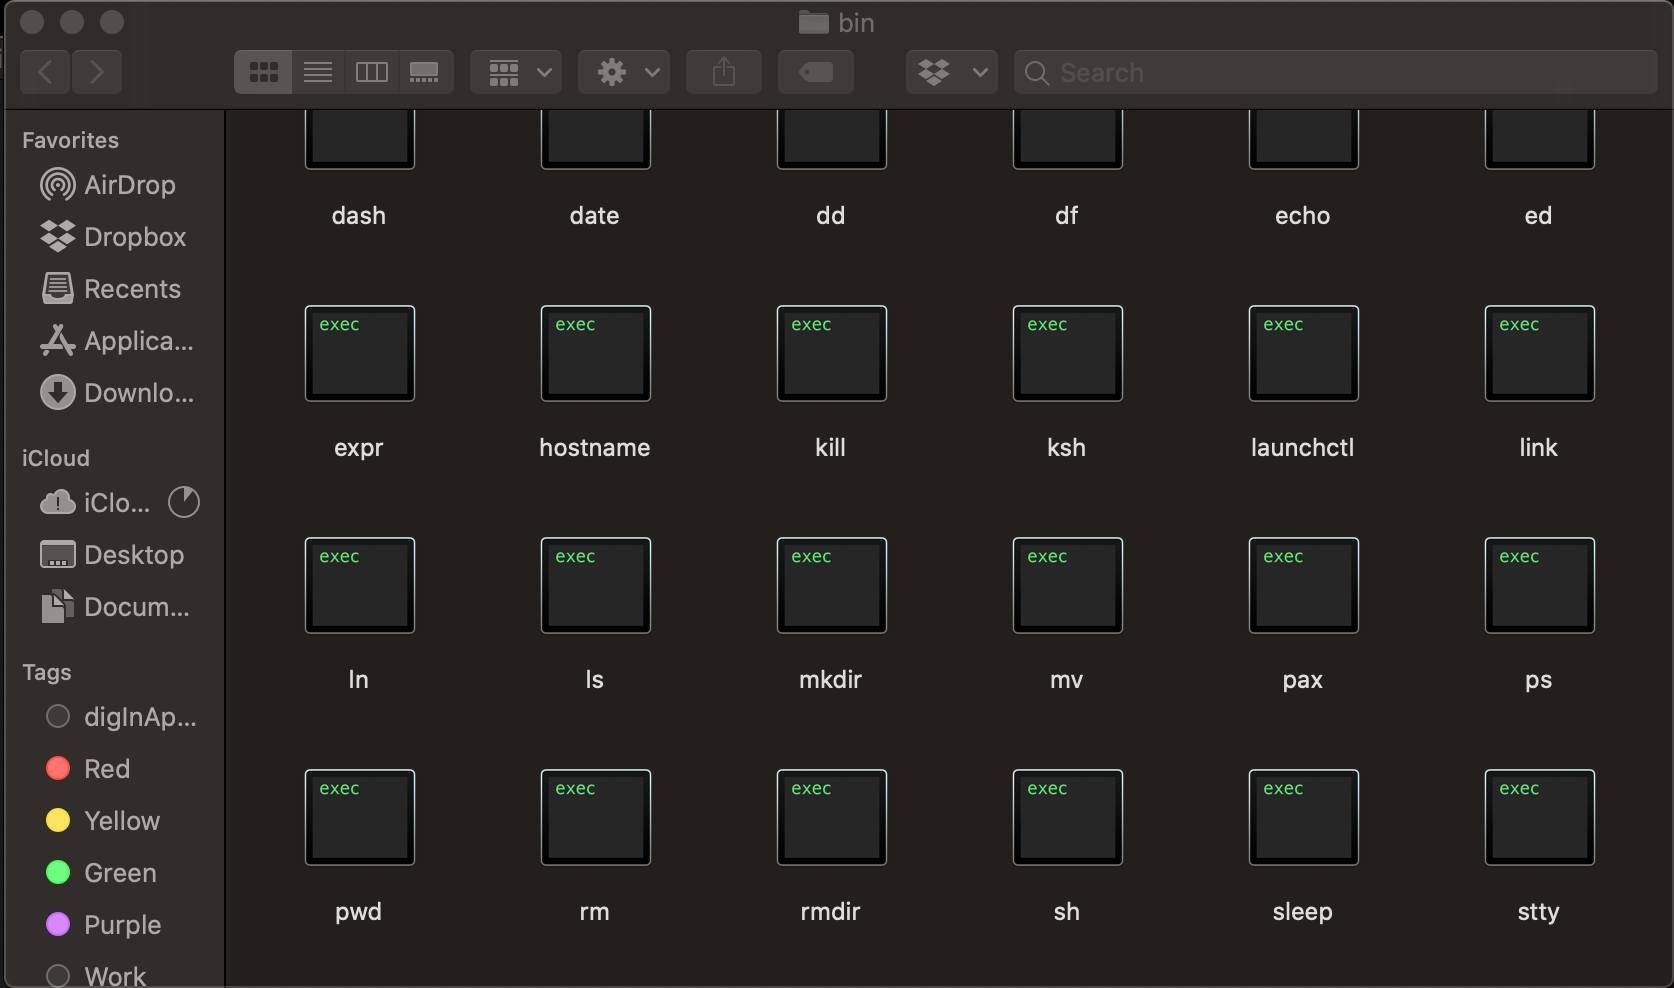 bin
Search
Favorites
AirDrop
Dropbox
Recents
Applica...
Downlo...
iCloud
iClo...
Desktop
Docum...
Tags
digInAp...
Red
Yellow
Green
Purple
Work
dash date dd df echo ed
exec exec exec exec exec exec
expr hostname kill ksh launchctl link
exec exec exec exec exec exec
ln ls mkdir mv pax ps
exec exec exec exec exec exec
pwd rm rmdir sh sleep stty